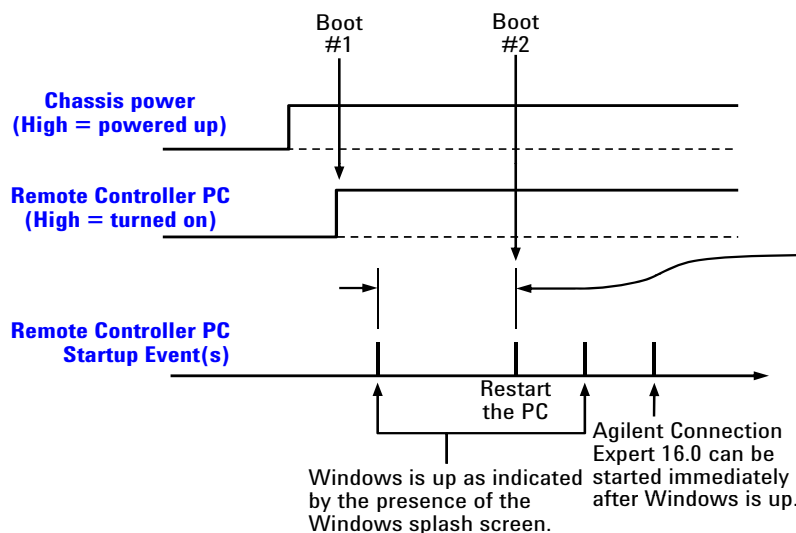 Boot
#1
Boot
#2
Chassis power
(High = powered up)
Remote Controller PC
(High = turned on)
Remote Controller PC
Startup Event(s)
Restart
the PC
Windows is up as indicated
by the presence of the
Windows splash screen.
Agilent Connection
Expert 16.0 can be
started immediately
after Windows is up.